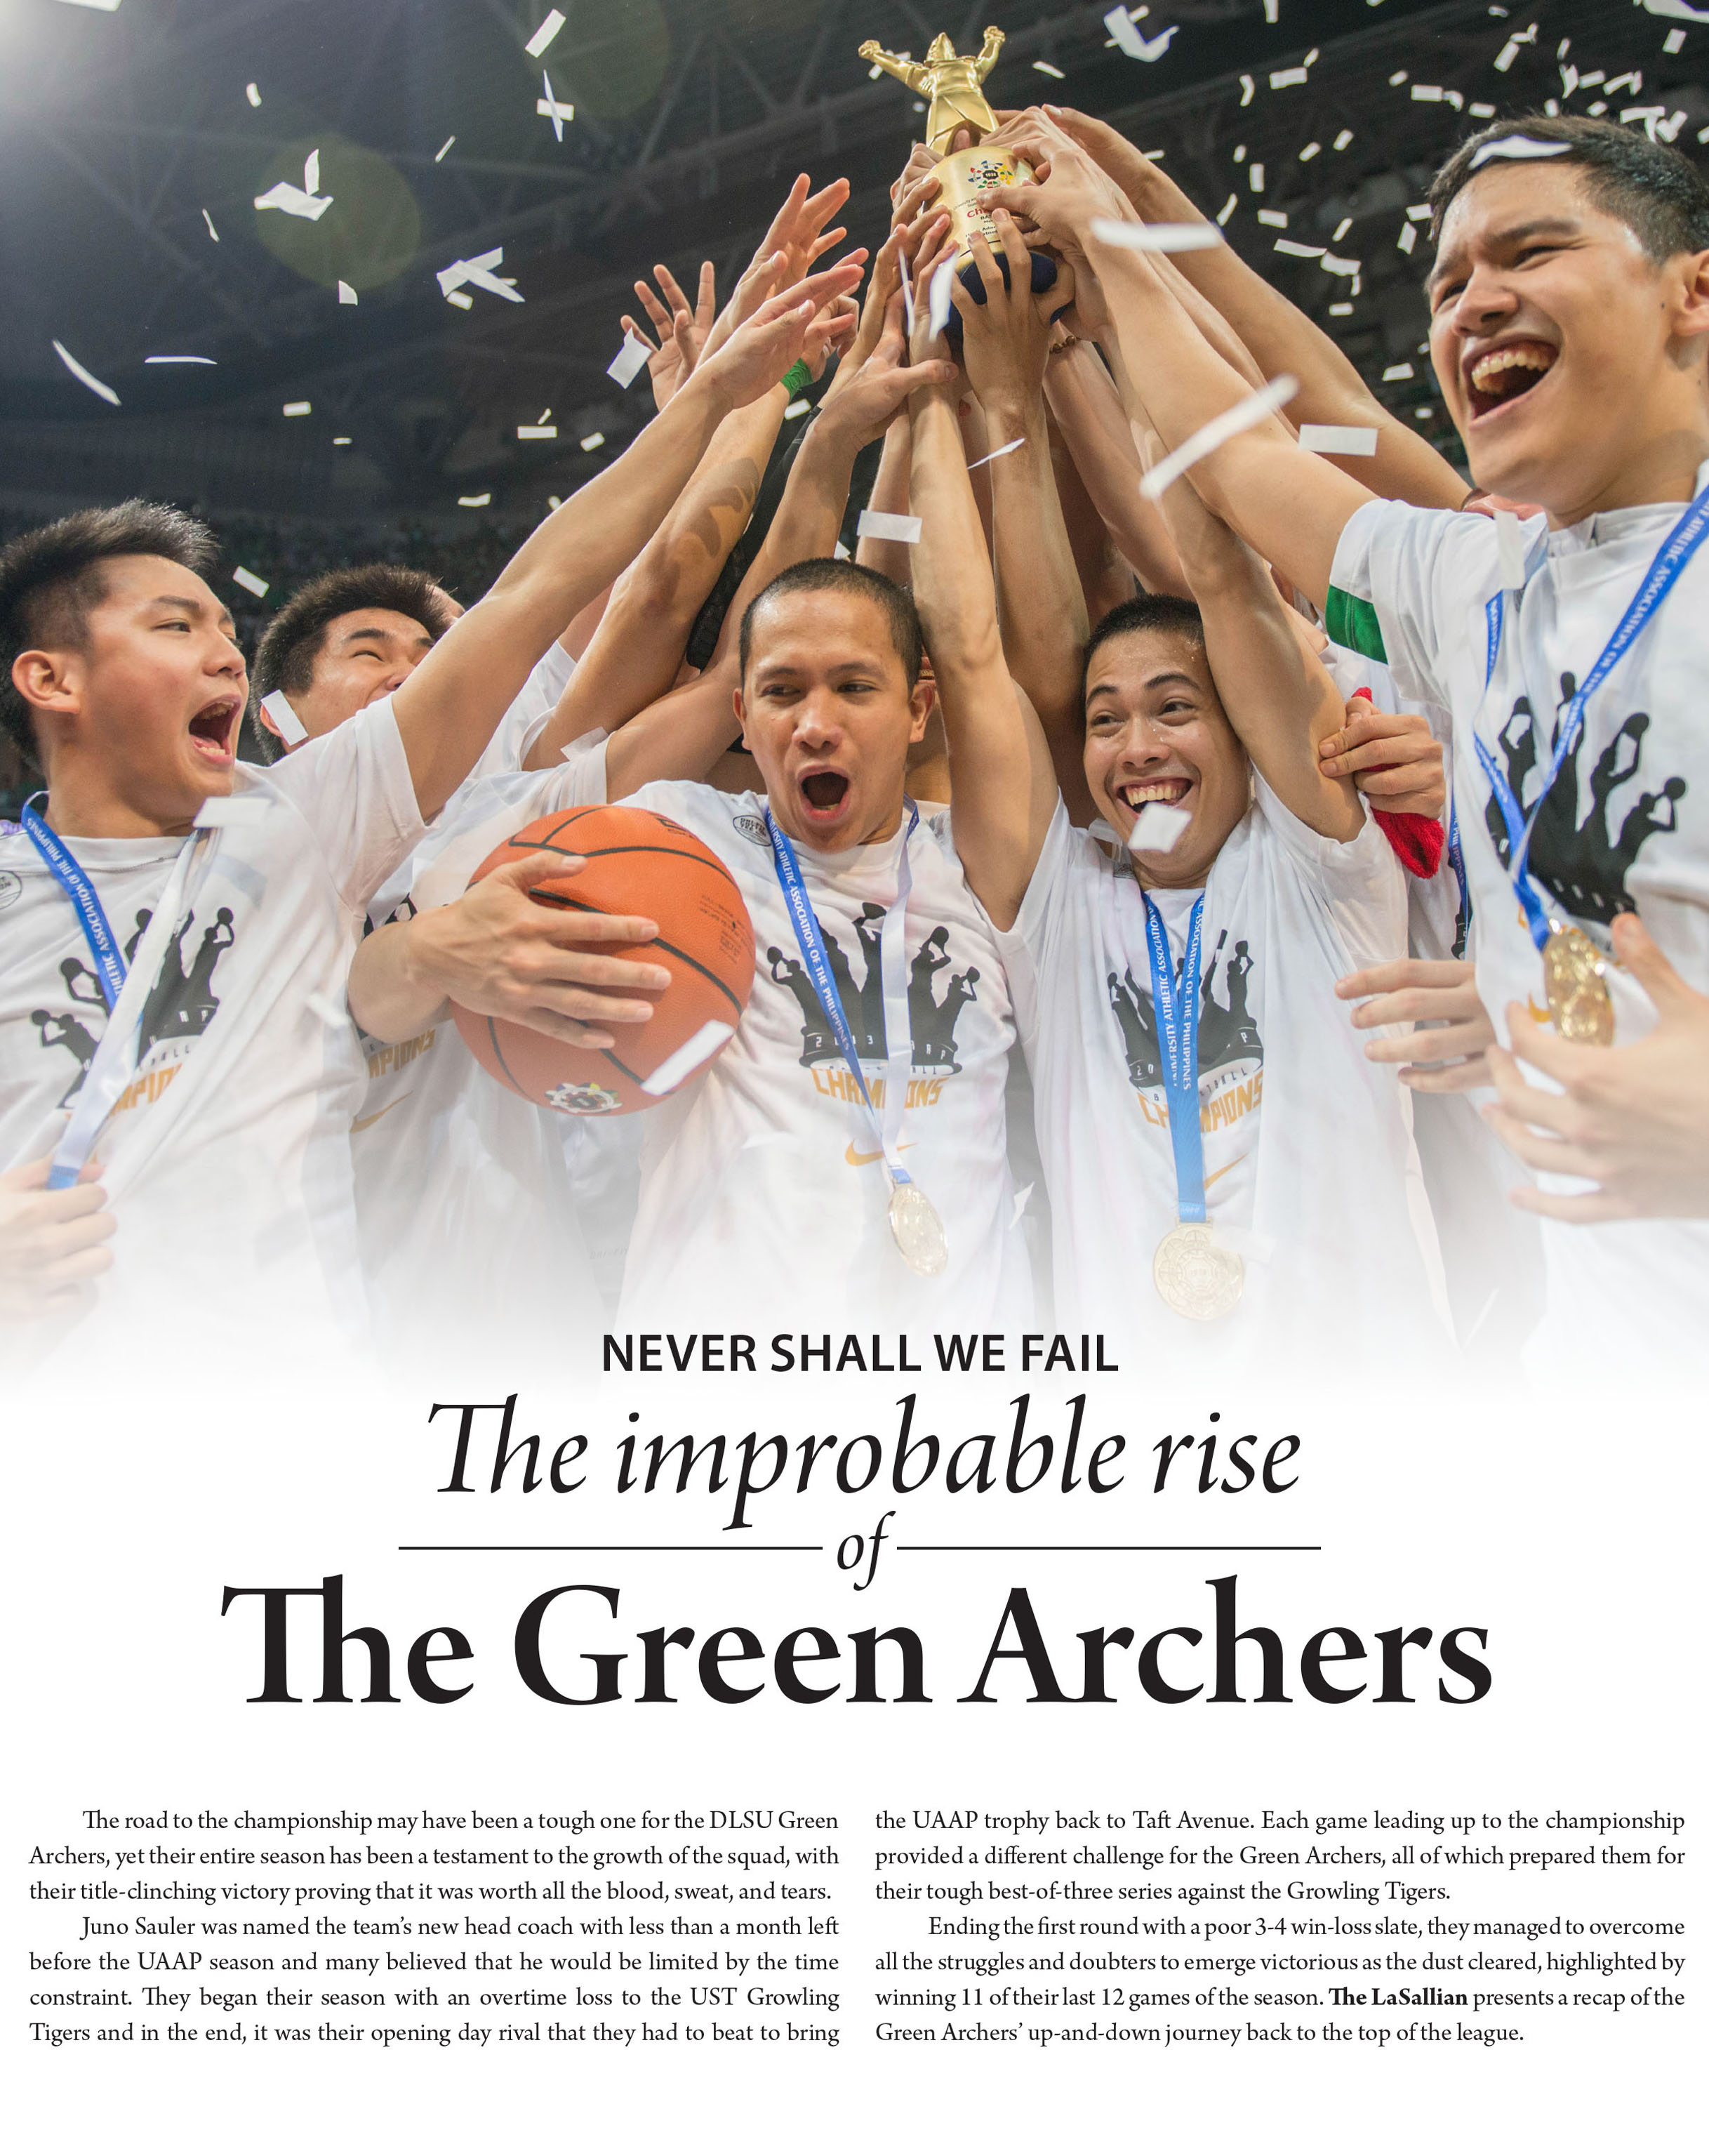 UNIVERSITY ATHLETIC ASSOCIATION OF THE PHILIPPINES
CHAMPIONS
NEVER SHALL WE FAIL
The improbable rise
of
The Green Archers
The road to the championship may have been a tough one for the DLSU Green
Archers, yet their entire season has been a testament to the growth of the squad, with
their title-clinching victory proving that it was worth all the blood, sweat, and tears.
Juno Sauler was named the team's new head coach with less than a month left
before the UAAP season and many believed that he would be limited by the time
constraint. They began their season with an overtime loss to the UST Growling
Tigers and in the end, it was their opening day rival that they had to beat to bring
the UAAP trophy back to Taft Avenue. Each game leading up to the championship
provided a different challenge for the Green Archers, all of which prepared them for
their tough best-of-three series against the Growling Tigers.
Ending the first round with a poor 3-4 win-loss slate, they managed to overcome
all the struggles and doubters to emerge victorious as the dust cleared, highlighted by
winning 11 of their last 12 games of the season. The LaSallian presents a recap of the
Green Archers' up-and-down journey back to the top of the league.